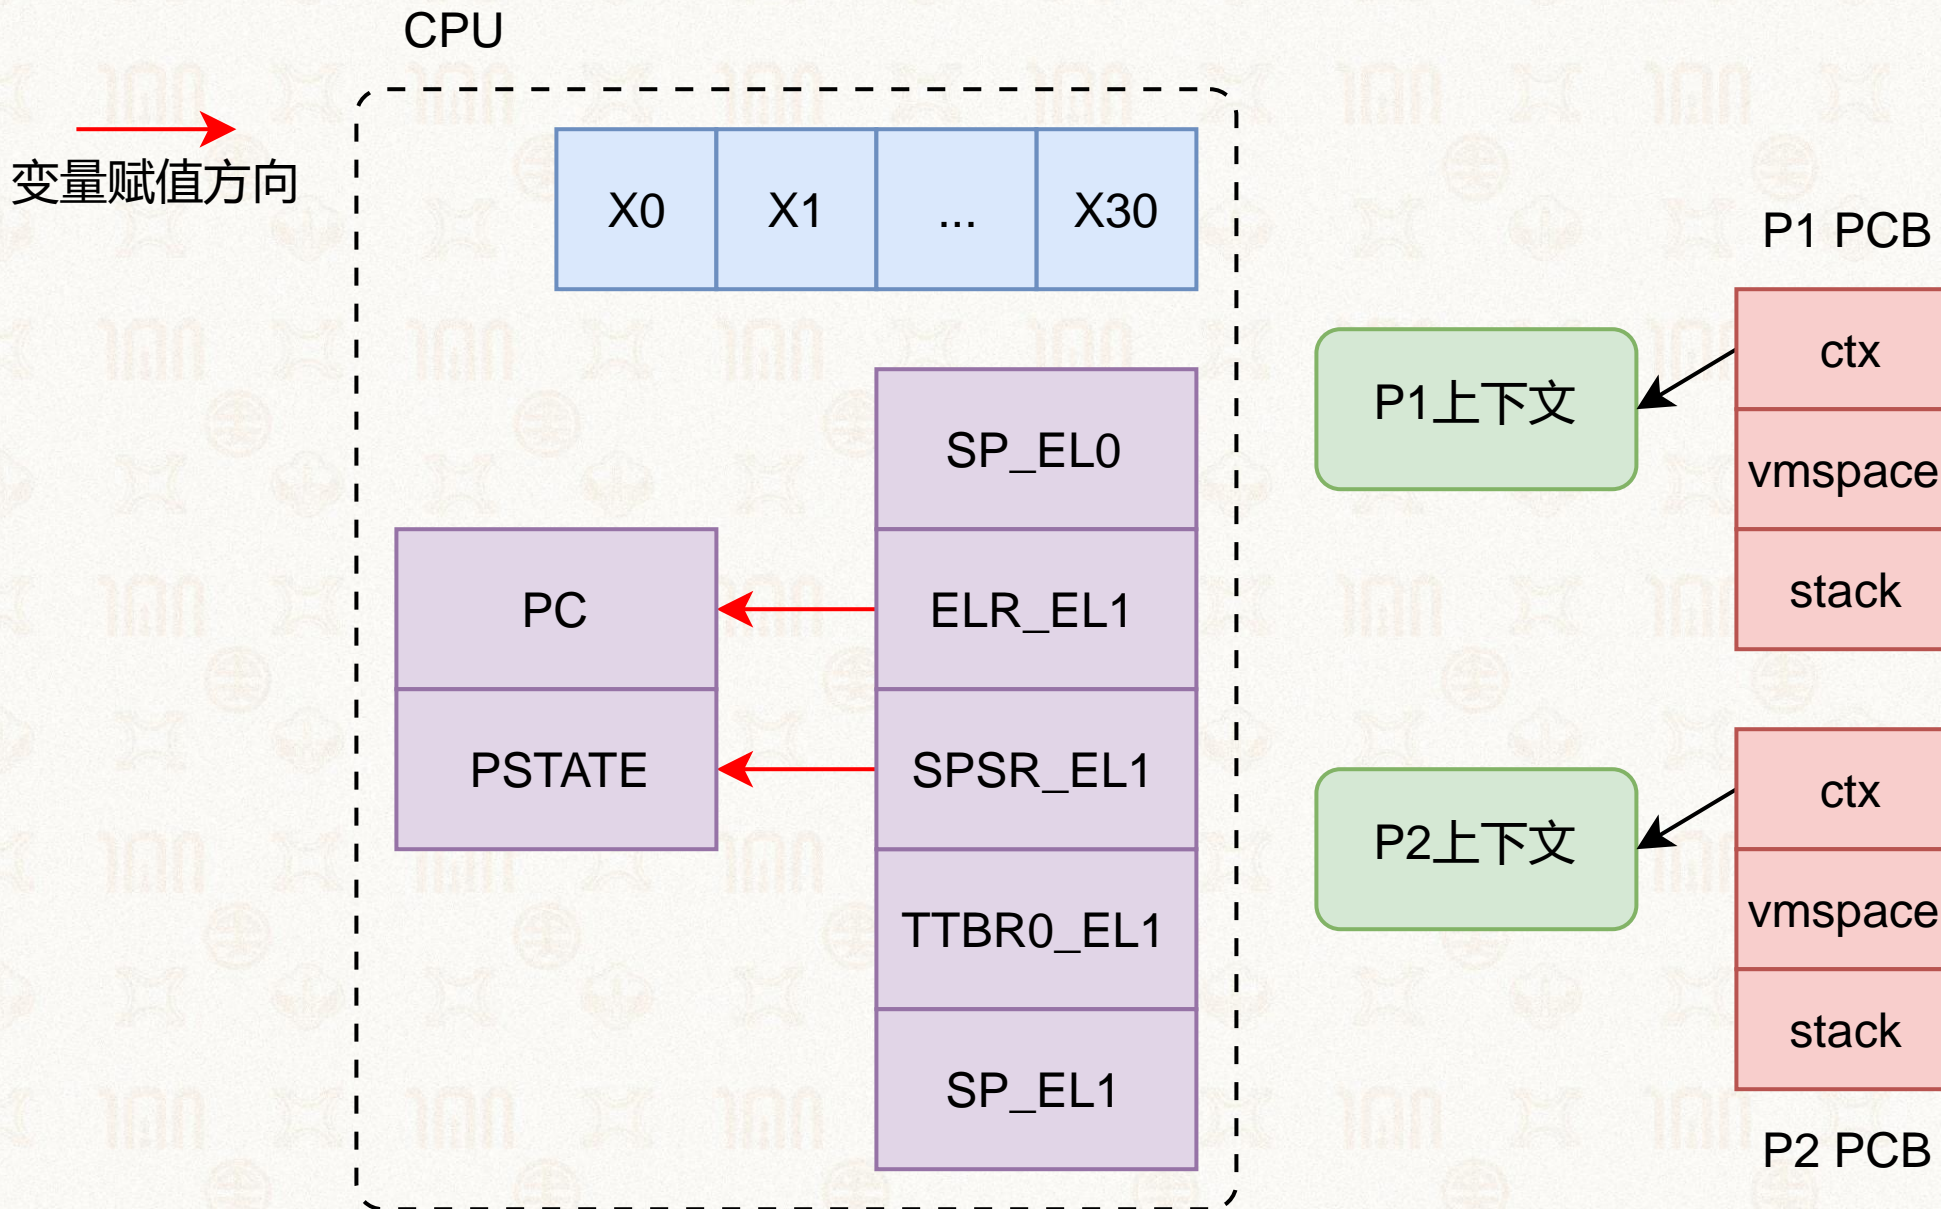 CPU
变量赋值方向
X0
X1
...
X30
P1 PCB
ctx
P1上下文
SP_EL0
vmspace
PC
ELR_EL1
stack
PSTATE
SPSR_EL1
ctx
P2上下文
TTBR0_EL1
vmspace
stack
SP_EL1
P2 PCB